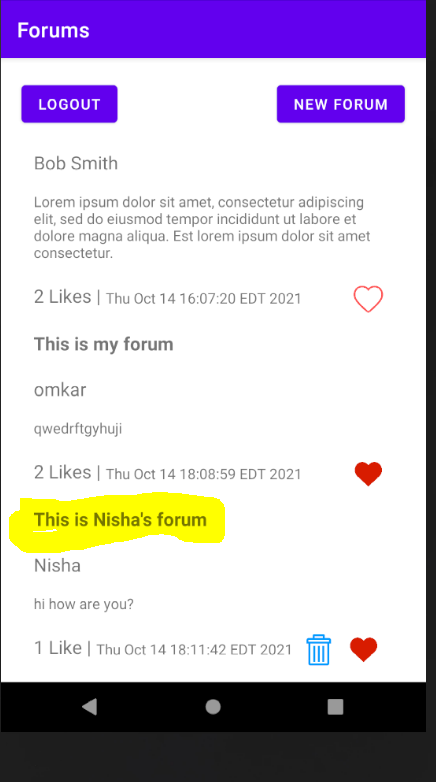 Forums
LOGOUT
NEW FORUM
Bob Smith
Lorem ipsum dolor sit amet, consectetur adipiscing
elit, sed do eiusmod tempor incididunt ut labore et
dolore magna aliqua. Est lorem ipsum dolor sit amet
consectetur.
2 Likes | Thu Oct 14 16:07:20 EDT 2021
This is my forum
omkar
qwedrftgyhuji
2 Likes | Thu Oct 14 18:08:59 EDT 2021
This is Nisha's forum
Nisha
hi how are you?
1 Like | Thu Oct 14 18:11:42 EDT 2021